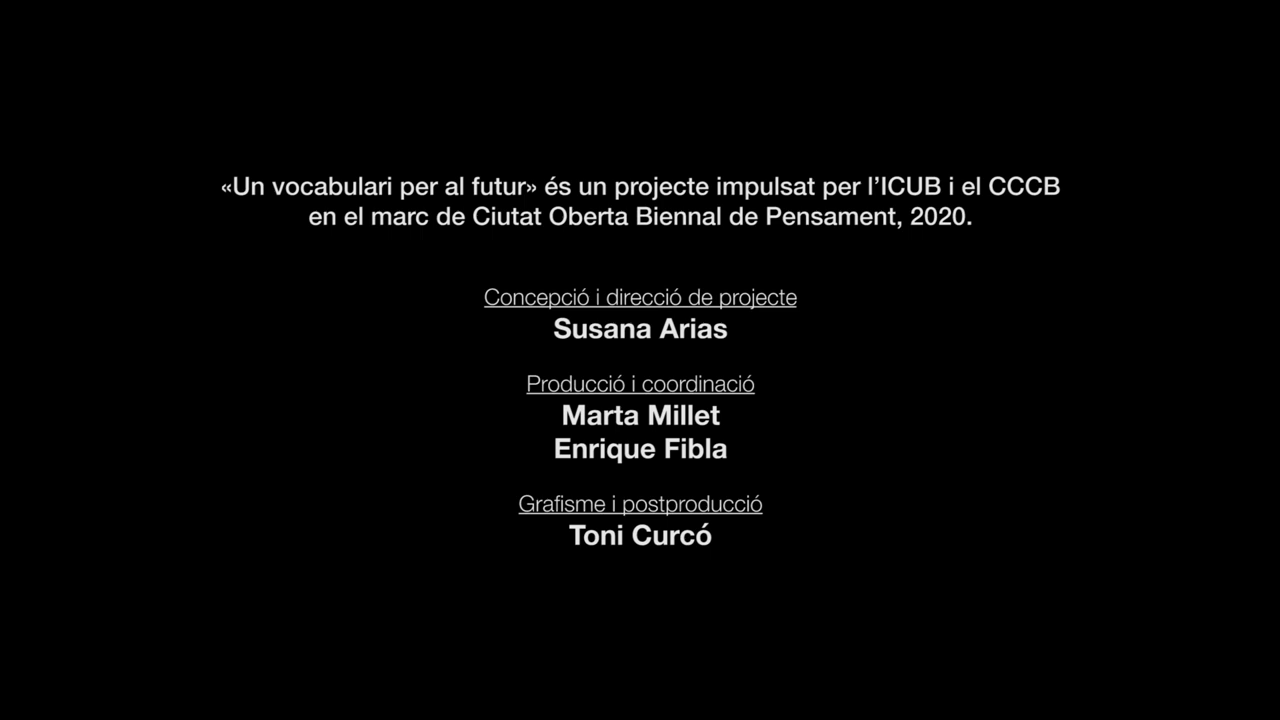 «Un vocabulari per al futur» és un projecte impulsat per l’ICUB i el CCCB
en el marc de Ciutat Oberta Biennal de Pensament, 2020.
Concepció i direcció de projecte
Susana Arias
Producció i coordinació
Marta Millet
Enrique Fibla
Grafisme i postproducció
Toni Curcó